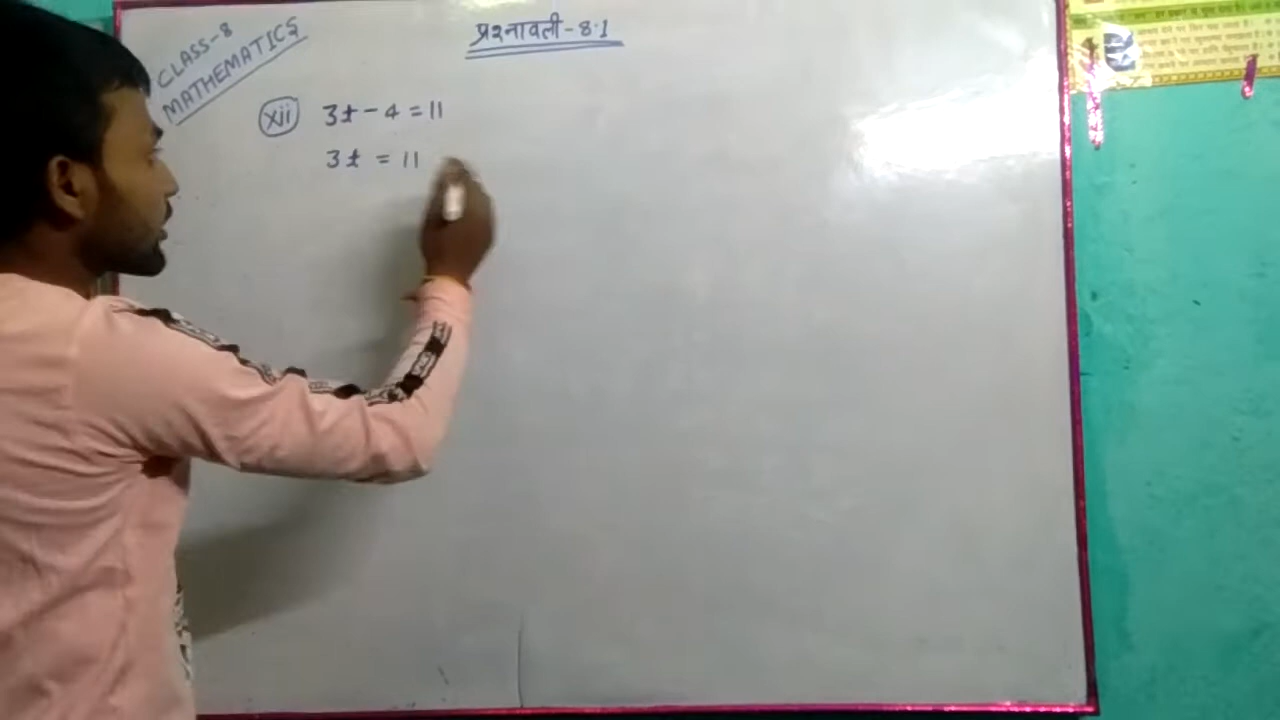 CLASS-8
MATHEMATICS
प्रश्नावली-8.1
xii 3t-4=11
3t = 11